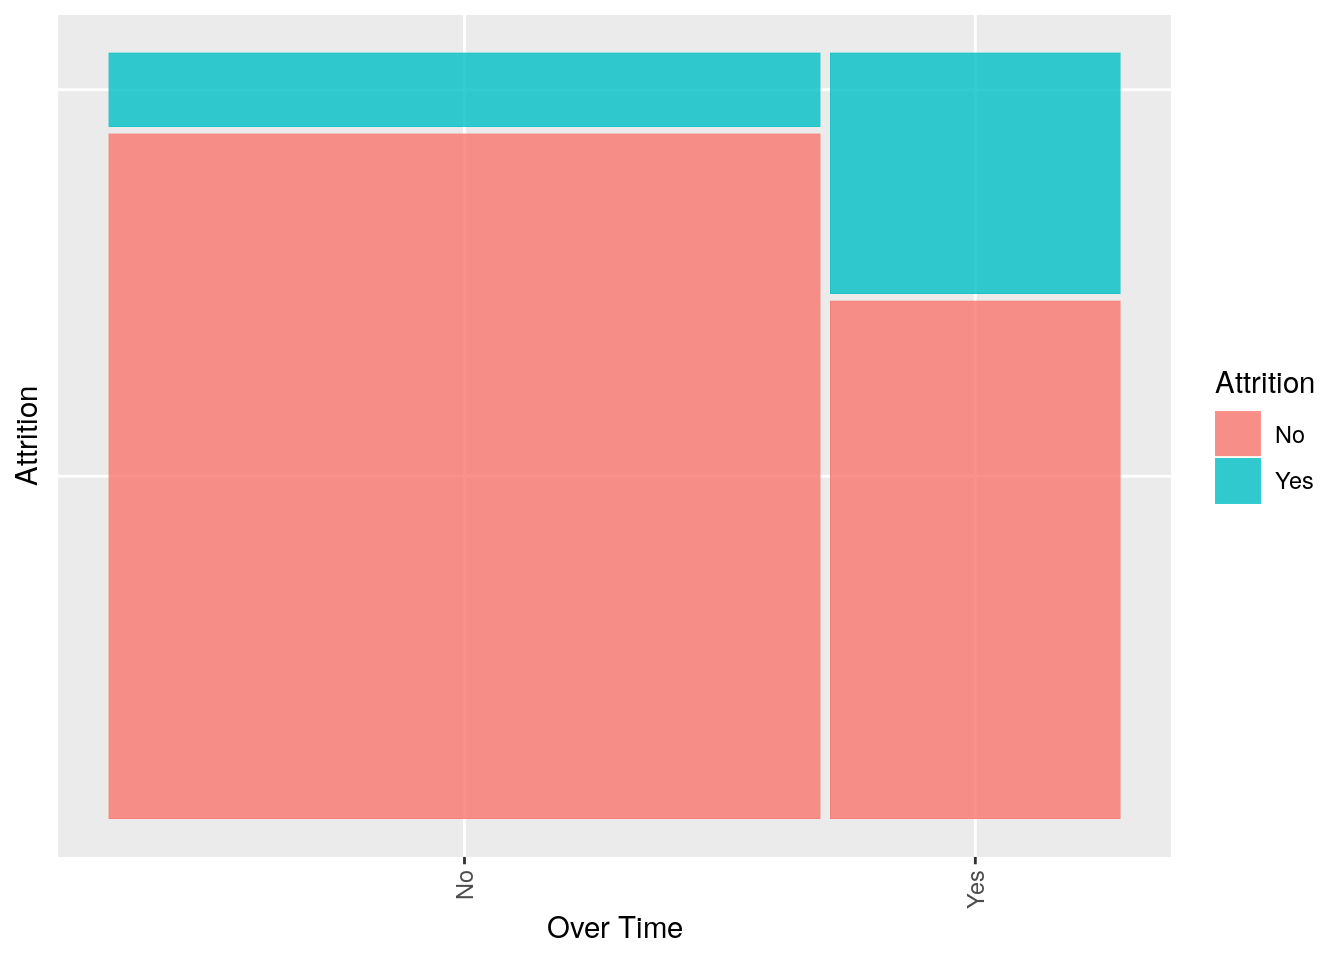 Attrition
No
Yes
Over Time
Attrition
No
Yes